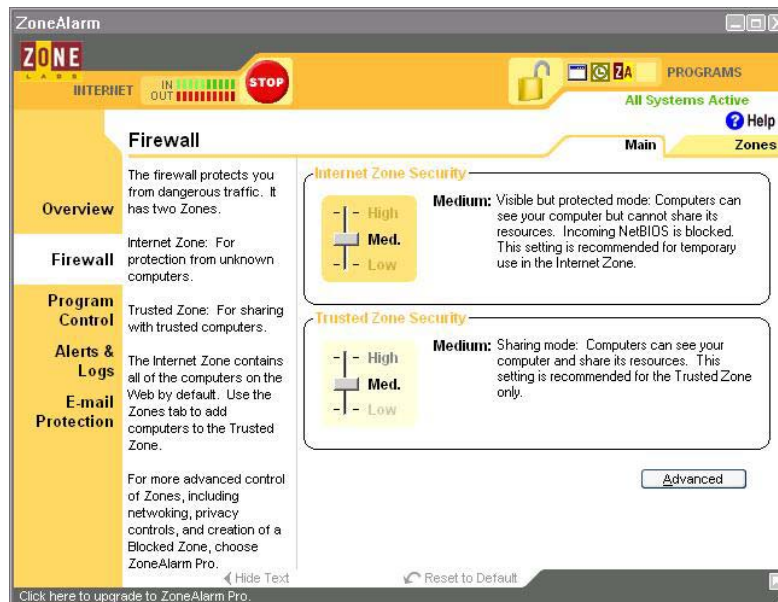 ZoneAlarm
ZONE
LABS
INTERNET
IN
OUT
STOP
ZA
PROGRAMS
All Systems Active
? Help
Firewall
Main
Zones
Overview
Firewall
Program
Control
Alerts &
Logs
E-mail
Protection
The firewall protects you
from dangerous traffic. It
has two Zones.
Internet Zone: For
protection from unknown
computers.
Trusted Zone: For sharing
with trusted computers.
The Internet Zone contains
all of the computers on the
Web by default. Use the
Zones tab to add
computers to the Trusted
Zone.
For more advanced control
of Zones, including
netwoking, privacy
controls, and creation of a
Blocked Zone, choose
ZoneAlarm Pro.
Internet Zone Security
High
Med.
Low
Medium: Visible but protected mode: Computers can
see your computer but cannot share its
resources. Incoming NetBIOS is blocked.
This setting is recommended for temporary
use in the Internet Zone.
Trusted Zone Security
High
Med.
Low
Medium: Sharing mode: Computers can see your
computer and share its resources. This
setting is recommended for the Trusted Zone
only.
Advanced
Hide Text
Reset to Default
Click here to upgrade to ZoneAlarm Pro.